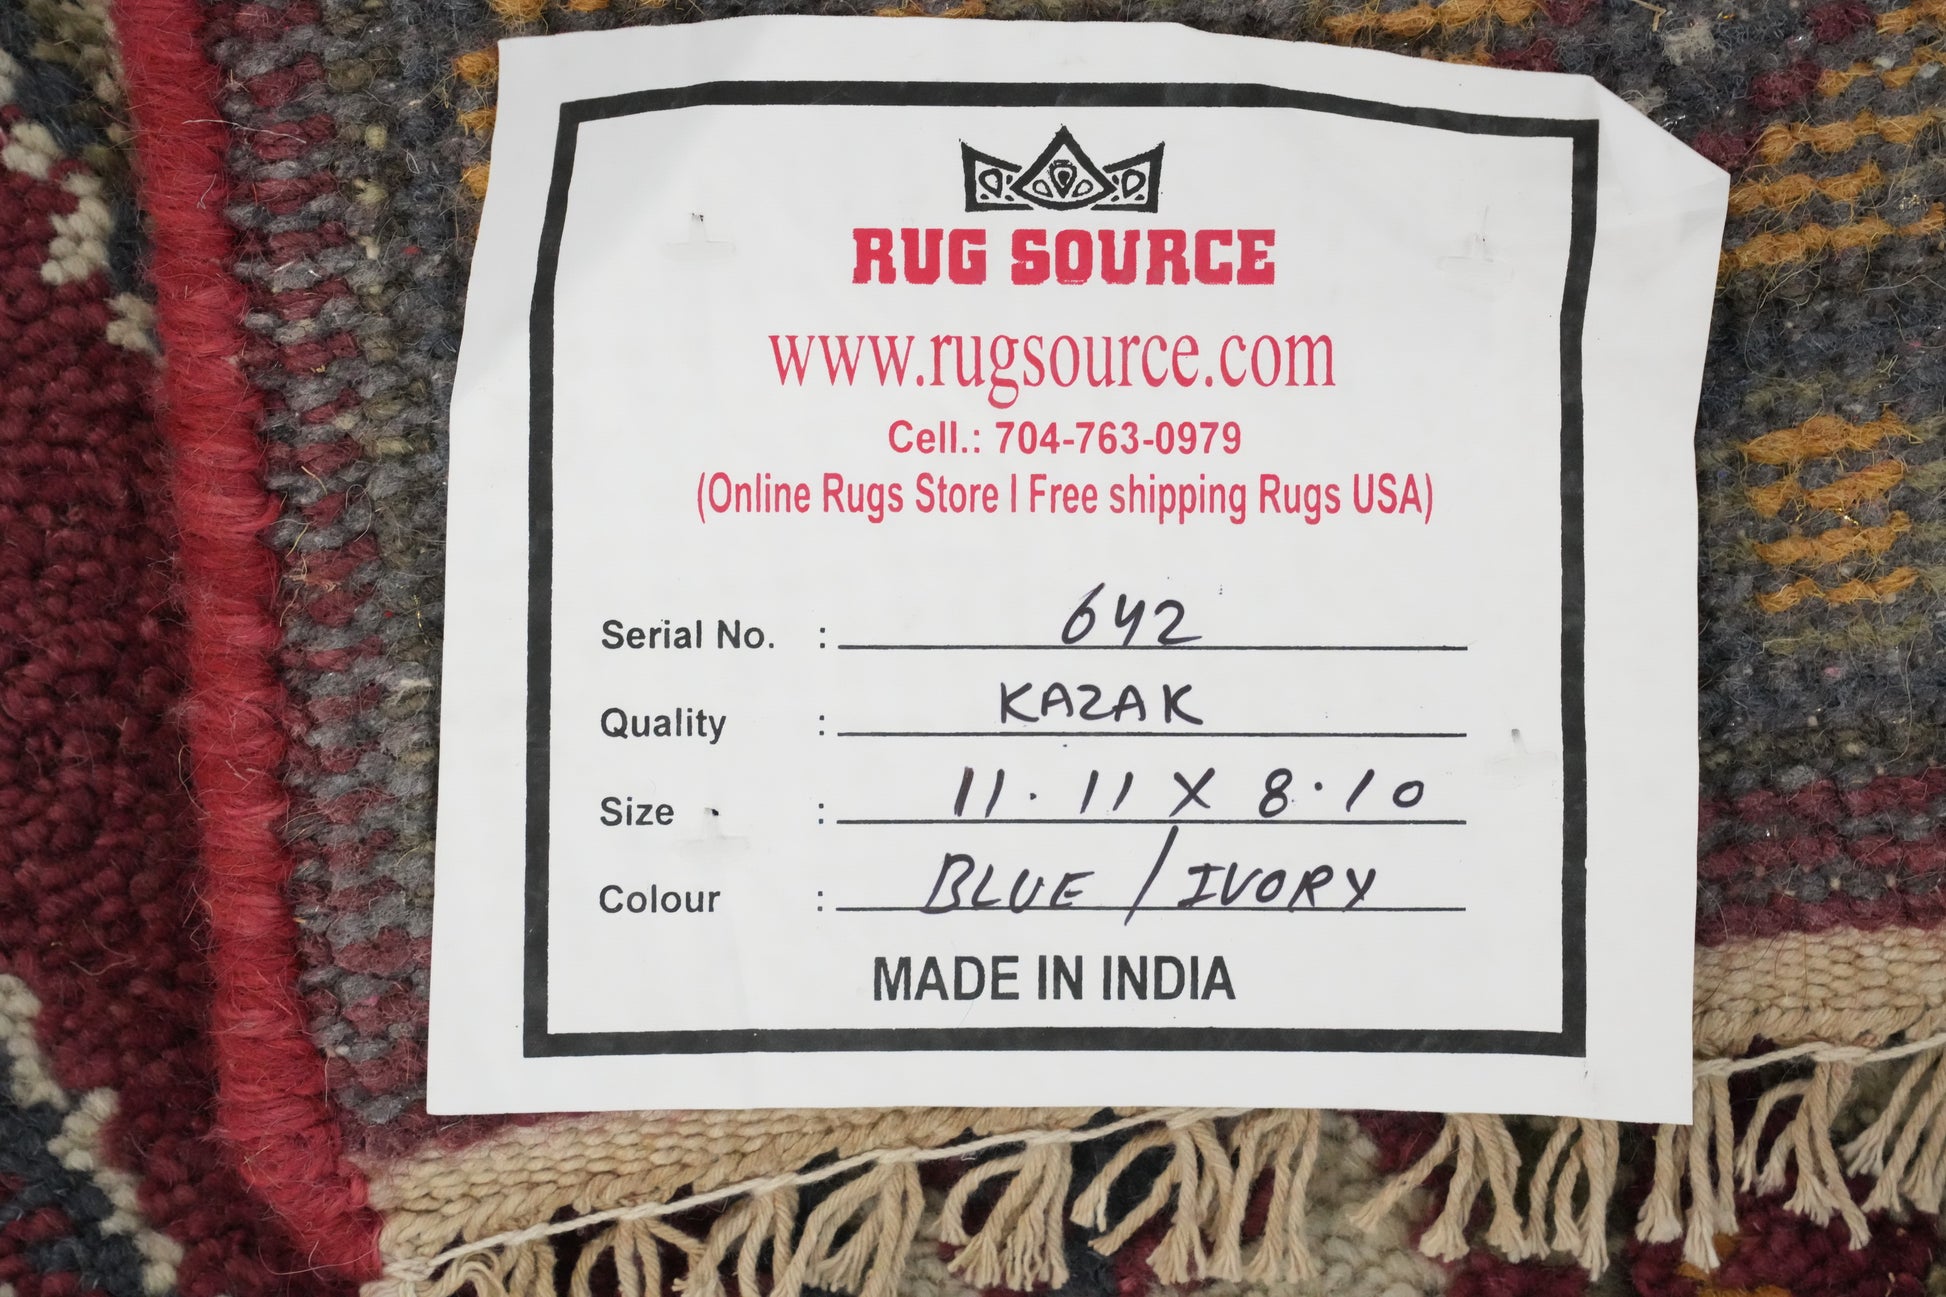 RUG SOURCE
www.rugsource.com
Cell.: 704-763-0979
(Online Rugs Store I Free shipping Rugs USA)
Serial No. : 642
Quality : KAZAK
Size : 11.11 X 8.10
Colour : BLUE / IVORY
MADE IN INDIA